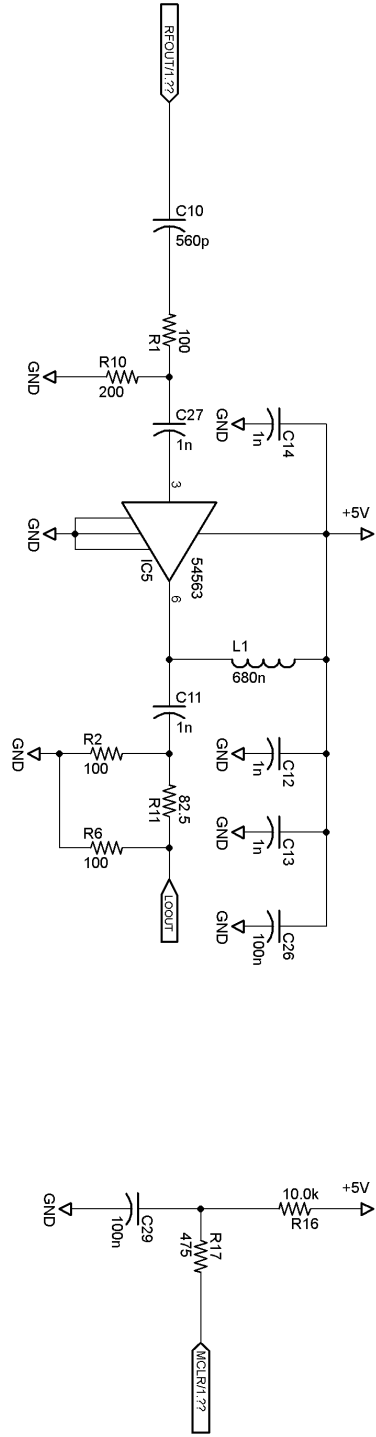 RFOUT/1.??
C10
560p
100
R1
R10
200
GND
C27
1n
C14
1n
GND
+5V
3
GND
IC5
54563
6
L1
680n
C11
1n
R2
100
GND
C12
1n
GND
82.5
R11
R6
100
C13
1n
GND
LOOUT
C26
100n
GND
10.0k
R16
+5V
C29
100n
GND
R17
475
MCLR/1.??